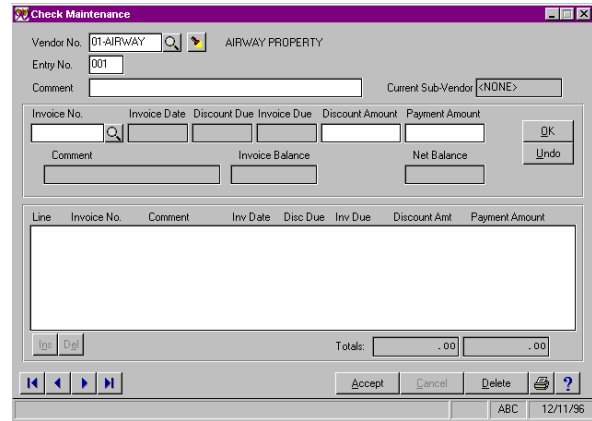 Check Maintenance
Vendor No. 01-AIRWAY AIRWAY PROPERTY
Entry No. 001
Comment Current Sub-Vendor <NONE>
Invoice No. Invoice Date Discount Due Invoice Due Discount Amount Payment Amount
OK
Comment Invoice Balance Net Balance Undo
Line Invoice No. Comment Inv Date Disc Due Inv Due Discount Amt Payment Amount
Ins Del Totals: .00 .00
Accept Cancel Delete ?
ABC 12/11/96